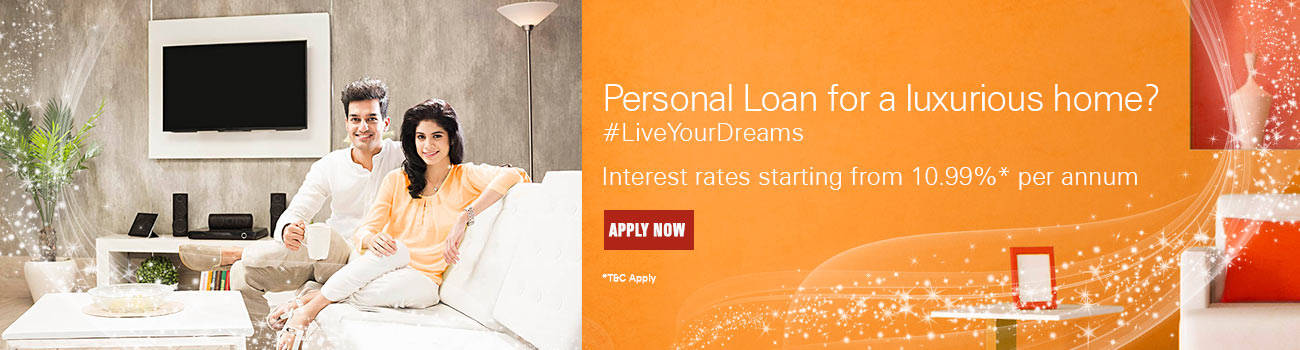 Personal Loan for a luxurious home?
#LiveYourDreams
Interest rates starting from 10.99%* per annum
APPLY NOW
*T&C Apply